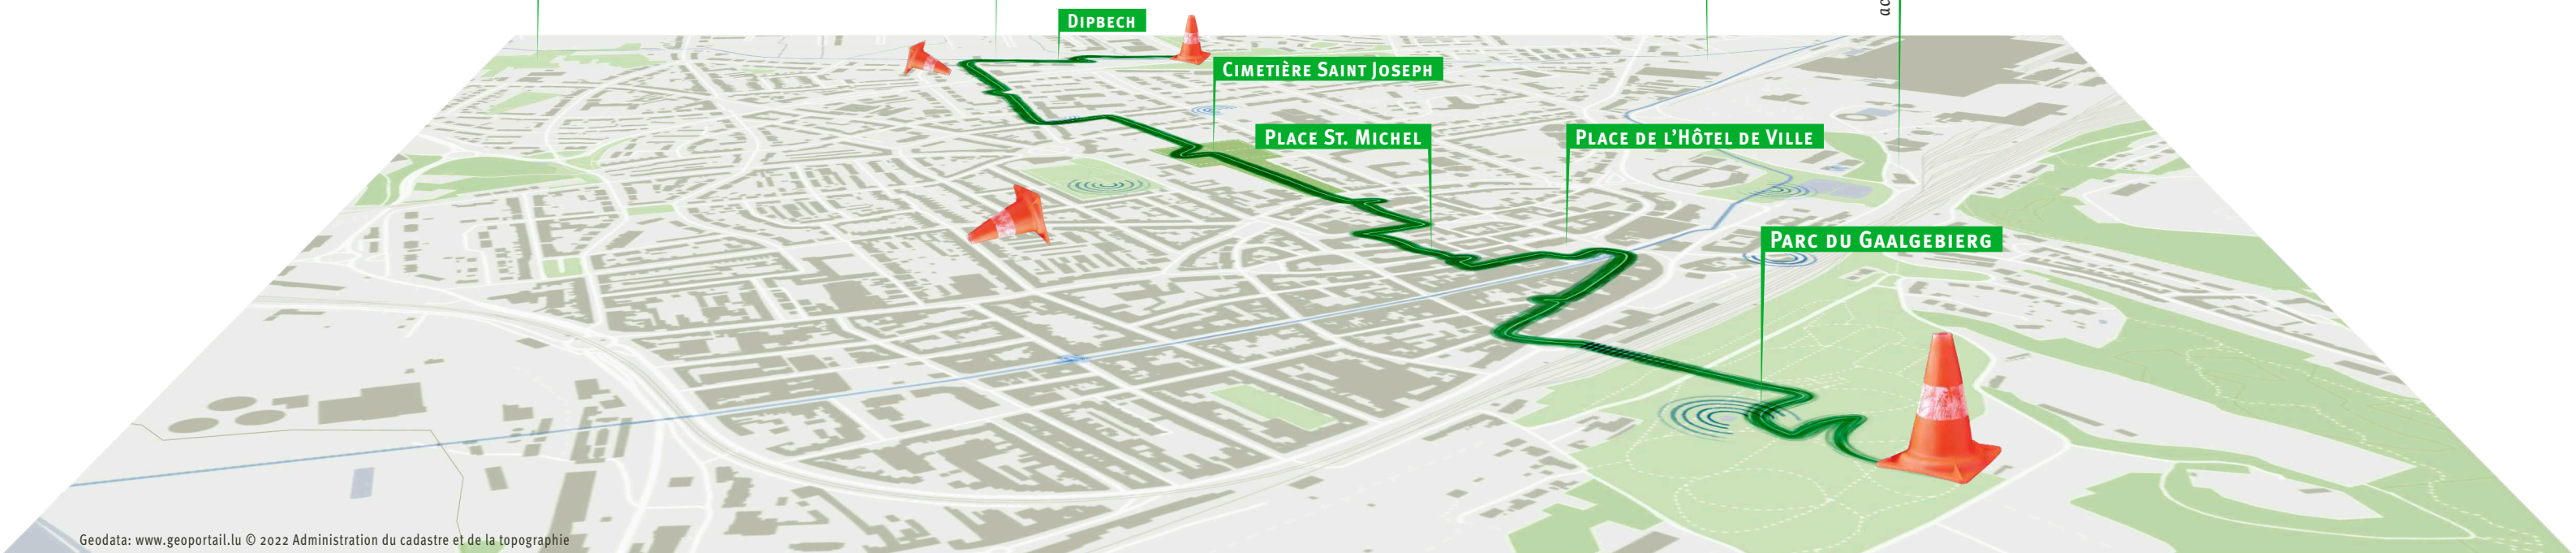 DIPBECH
CIMETIÈRE SAINT JOSEPH
PLACE ST. MICHEL
PLACE DE L'HÔTEL DE VILLE
PARC DU GAALGEBIERG
Geodata: www.geoportail.lu © 2022 Administration du cadastre et de la topographie